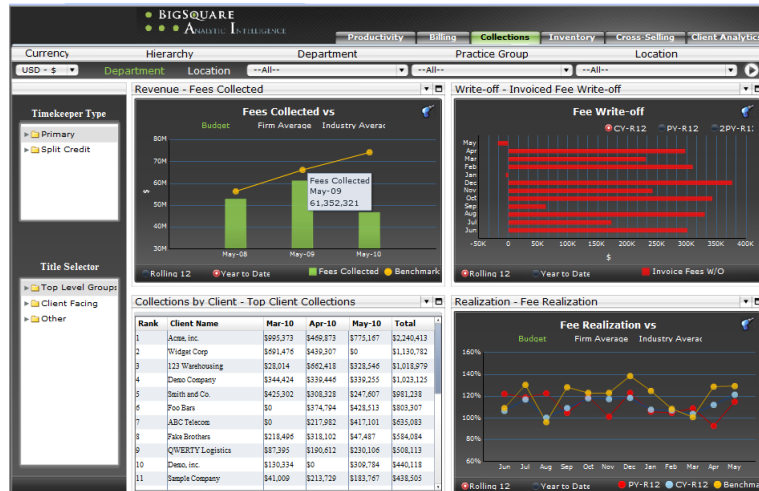 BIGSQUARE
ANALYTIC INTELLIGENCE
Productivity Billing Collections Inventory Cross-Selling Client Analytics
Currency Hierarchy Department Practice Group Location
USD - $ Department Location --All-- --All-- --All--
Timekeeper Type
Primary
Split Credit
Title Selector
Top Level Groups
Client Facing
Other
Revenue - Fees Collected
Fees Collected vs
Budget Firm Average Industry Averag
80M
70M
60M
50M
40M
30M
$
Fees Collected
May-09
61,352,321
May-08 May-09 May-10
Rolling 12 Year to Date Fees Collected Benchmark
Write-off - Invoiced Fee Write-off
Fee Write-off
CY-R12 PY-R12 2PY-R1
May
Apr
Mar
Feb
Jan
Dec
Nov
Oct
Sep
Aug
Jul
Jun
-50K 0 50K 100K 150K 200K 250K 300K 350K 400K
$
Rolling 12 Year to Date Invoice Fees W/O
Collections by Client - Top Client Collections
Rank Client Name Mar-10 Apr-10 May-10 Total
1 Acme, inc. $995,373 $469,873 $775,167 $2,240,413
2 Widget Corp $691,476 $439,307 $0 $1,130,782
3 123 Warehousing $28,014 $662,418 $328,546 $1,018,979
4 Demo Company $344,424 $339,446 $339,255 $1,023,125
5 Smith and Co. $425,302 $308,328 $247,607 $981,238
6 Foo Bars $0 $374,794 $428,513 $803,307
7 ABC Telecom $0 $217,982 $417,101 $635,083
8 Fake Brothers $218,496 $318,102 $47,487 $584,084
9 QWERTY Logistics $87,395 $190,612 $230,106 $508,113
10 Demo, inc. $130,334 $0 $309,784 $440,118
11 Sample Company $41,009 $213,729 $183,767 $438,505
Realization - Fee Realization
Fee Realization vs
Budget Firm Average Industry Averag
160%
140%
120%
100%
80%
60%
Jun Jul Aug Sep Oct Nov Dec Jan Feb Mar Apr May
Rolling 12 Year to Date PY-R12 CY-R12 Benchma